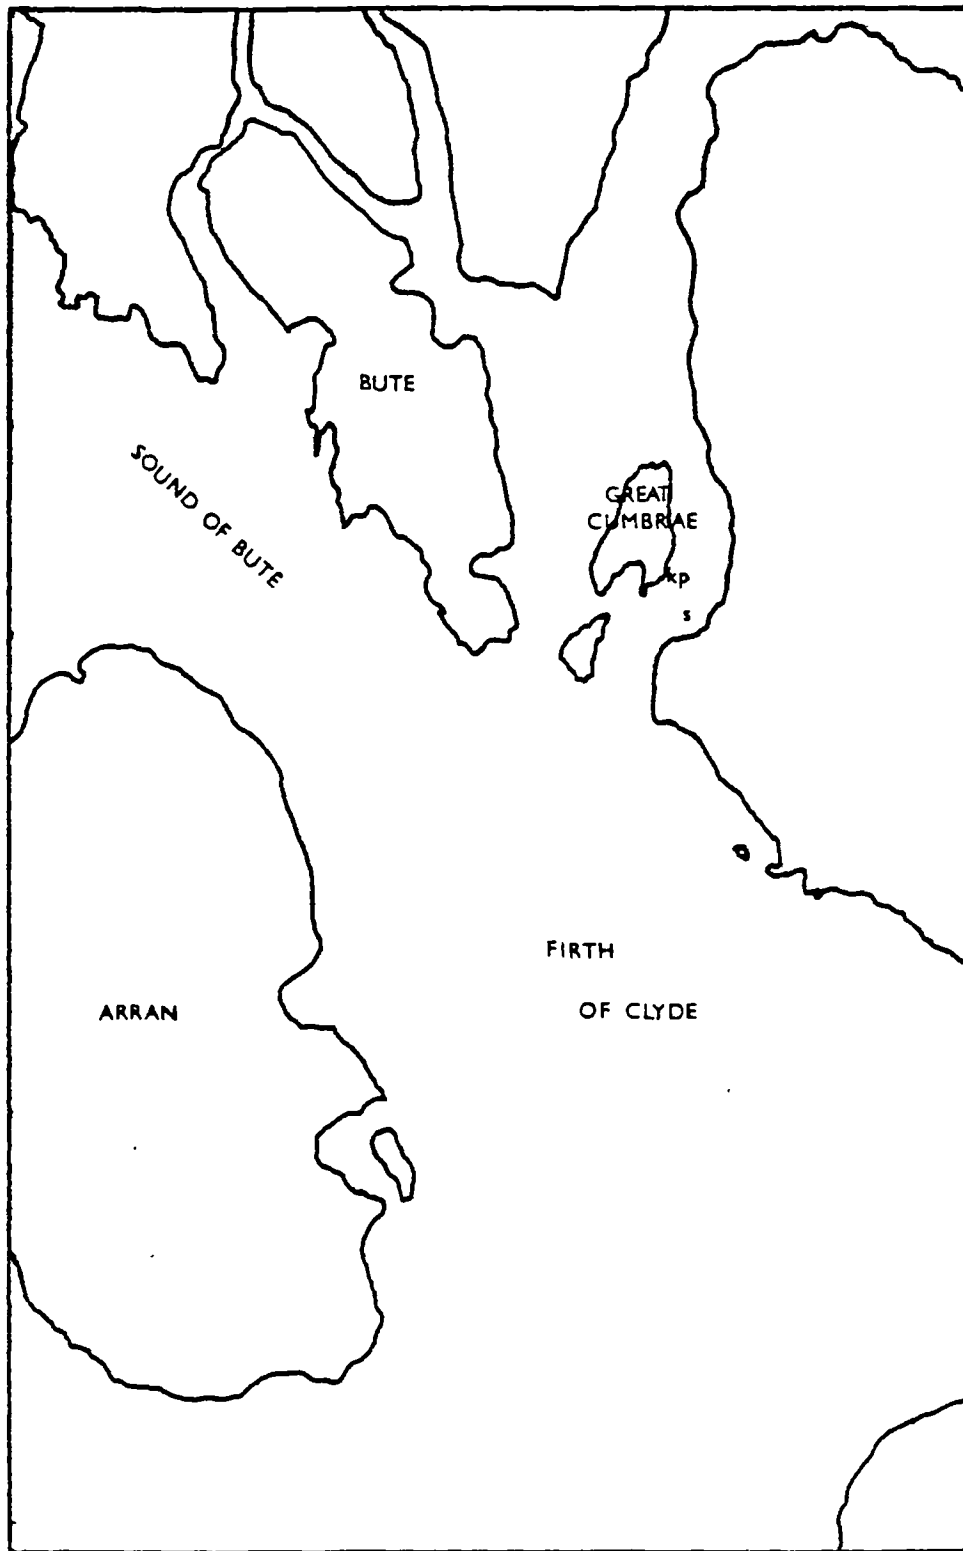 BUTE
SOUND OF BUTE
GREAT
CUMBRAE
kp
s
FIRTH
OF CLYDE
ARRAN